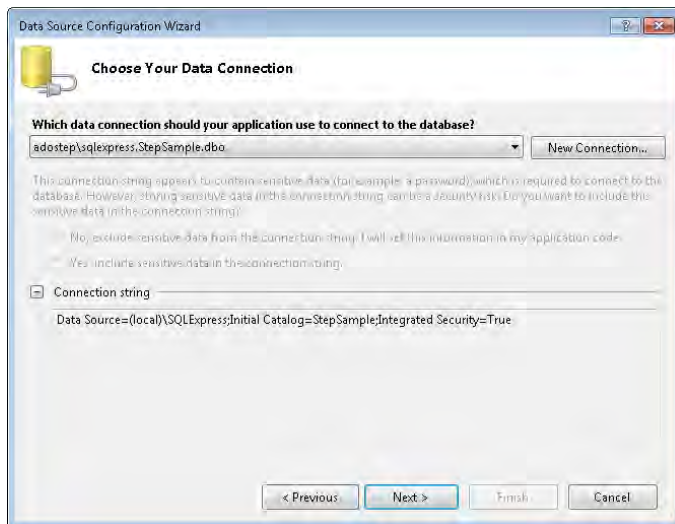 Data Source Configuration Wizard
Choose Your Data Connection
Which data connection should your application use to connect to the database?
adostep\sqlexpress.StepSample.dbo
New Connection...
This connection string appears to contain sensitive data (for example, a password), which is required to connect to the
database. However, storing sensitive data in the connection string can be a security risk. Do you want to include this
sensitive data in the connection string?
No, exclude sensitive data from the connection string. I will set this information in my application code.
Yes, include sensitive data in the connection string.
Connection string
Data Source=(local)\SQLExpress;Initial Catalog=StepSample;Integrated Security=True
< Previous
Next >
Finish
Cancel